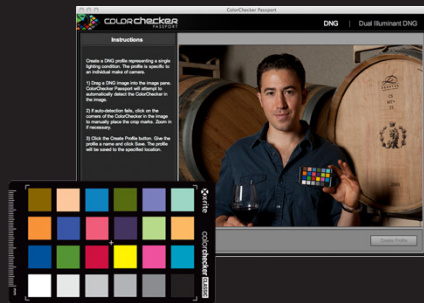 ColorChecker Passport
COLORCHECKER
PASSPORT
DNG | Dual Illuminant DNG
Instructions
Create a DNG profile representing a single
lighting condition. The profile is specific to
an individual make of camera.
1) Drag a DNG image into the image pane.
ColorChecker Passport will attempt to
automatically detect the ColorChecker in
the image.
2) If auto-detection fails, click on the
corners of the ColorChecker in the image
to manually place the crop marks. Zoom in
if necessary.
3) Click the Create Profile button. Give the
profile a name and click Save. The profile
will be saved to the specified location.
Create Profile
x-rite
colorchecker CLASSIC